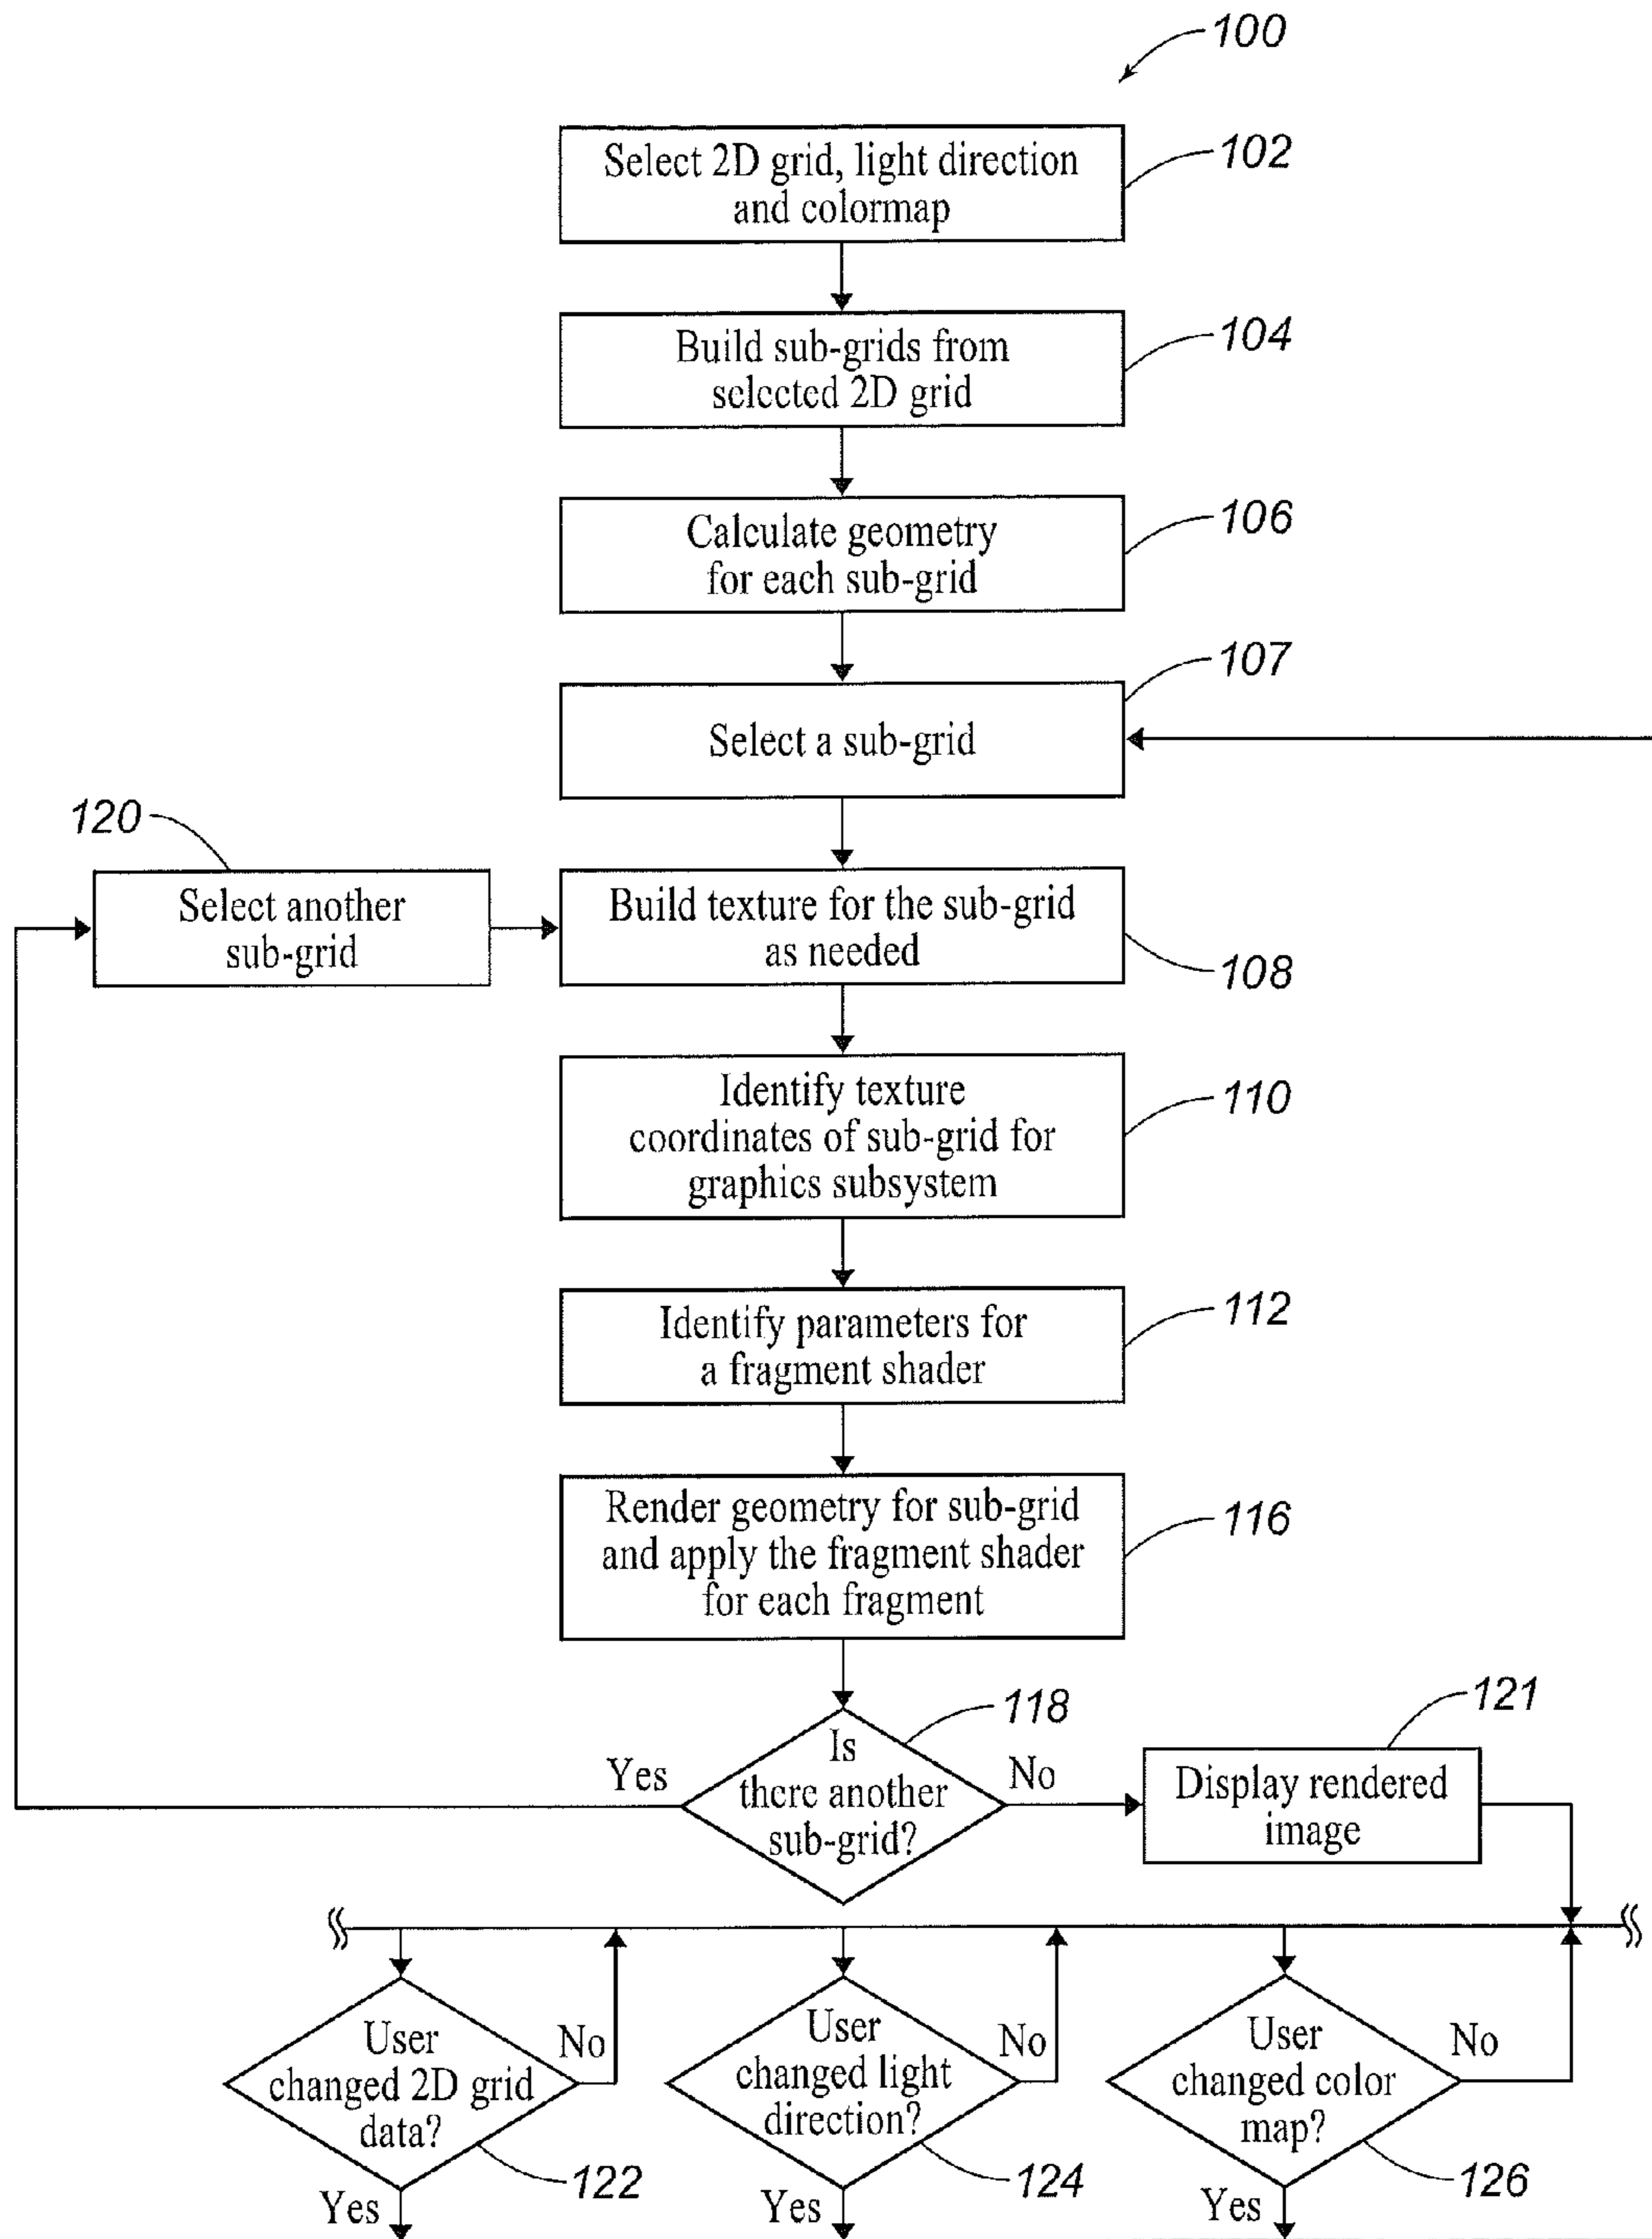 100
Select 2D grid, light direction
and colormap
102
Build sub-grids from
selected 2D grid
104
Calculate geometry
for each sub-grid
106
Select a sub-grid
107
120
Select another
sub-grid
Build texture for the sub-grid
as needed
108
Identify texture
coordinates of sub-grid for
graphics subsystem
110
Identify parameters for
a fragment shader
112
Render geometry for sub-grid
and apply the fragment shader
for each fragment
116
118
Is
there another
sub-grid?
Yes
No
121
Display rendered
image
User
changed 2D grid
data?
No
122
Yes
User
changed light
direction?
No
124
Yes
User
changed color
map?
No
126
Yes